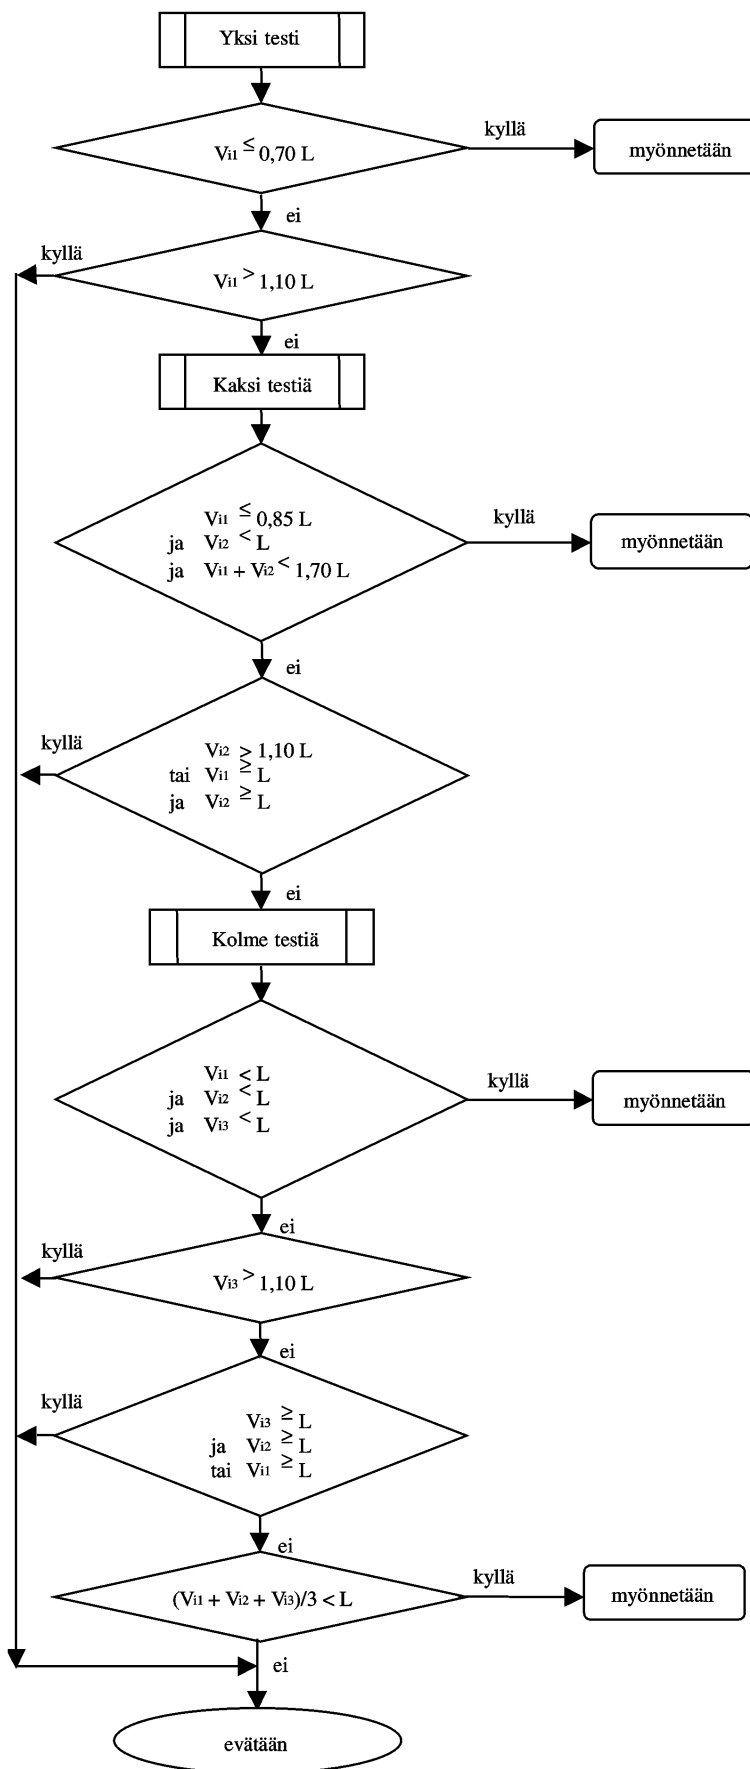 Yksi testi
Vi1 ≤ 0,70 L
kyllä
myönnetään
ei
kyllä
Vi1 > 1,10 L
ei
Kaksi testiä
Vi1 ≤ 0,85 L
ja Vi2 < L
ja Vi1 + Vi2 < 1,70 L
kyllä
myönnetään
ei
kyllä
Vi2 > 1,10 L
tai Vi1 ≥ L
ja Vi2 ≥ L
ei
Kolme testiä
Vi1 < L
ja Vi2 < L
ja Vi3 < L
kyllä
myönnetään
ei
kyllä
Vi3 > 1,10 L
ei
kyllä
Vi3 ≥ L
ja Vi2 ≥ L
tai Vi1 ≥ L
ei
(Vi1 + Vi2 + Vi3)/3 < L
kyllä
myönnetään
ei
evätään